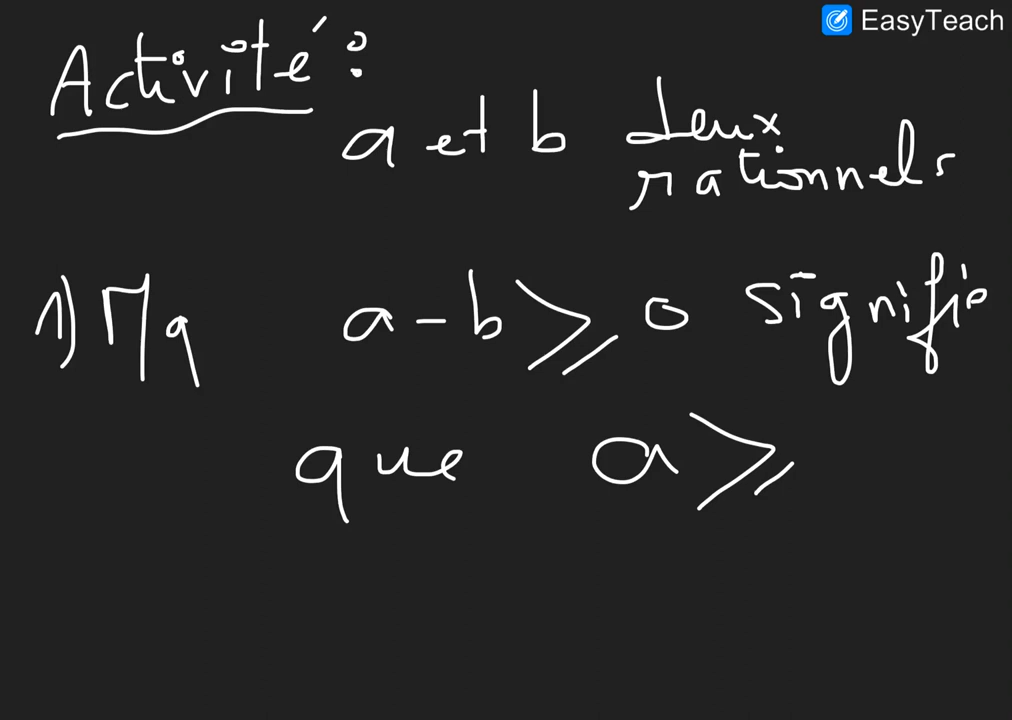 EasyTeach
Activité :
a et b deux
rationnels
1) Mq a - b ⩾ 0 signifie
que a ⩾